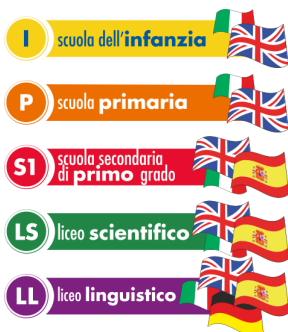 I scuola dell'infanzia
P scuola primaria
S1 scuola secondaria
di primo grado
LS liceo scientifico
LL liceo linguistico